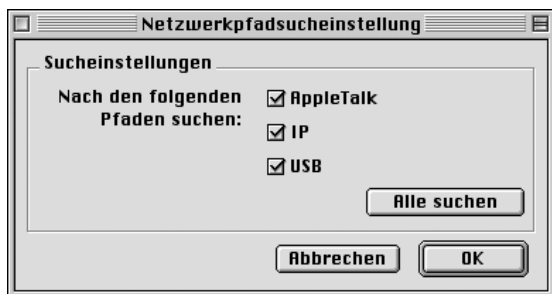 Netzwerkpfadsucheinstellung
Sucheinstellungen
Nach den folgenden
Pfaden suchen:
AppleTalk
IP
USB
Alle suchen
Abbrechen
OK